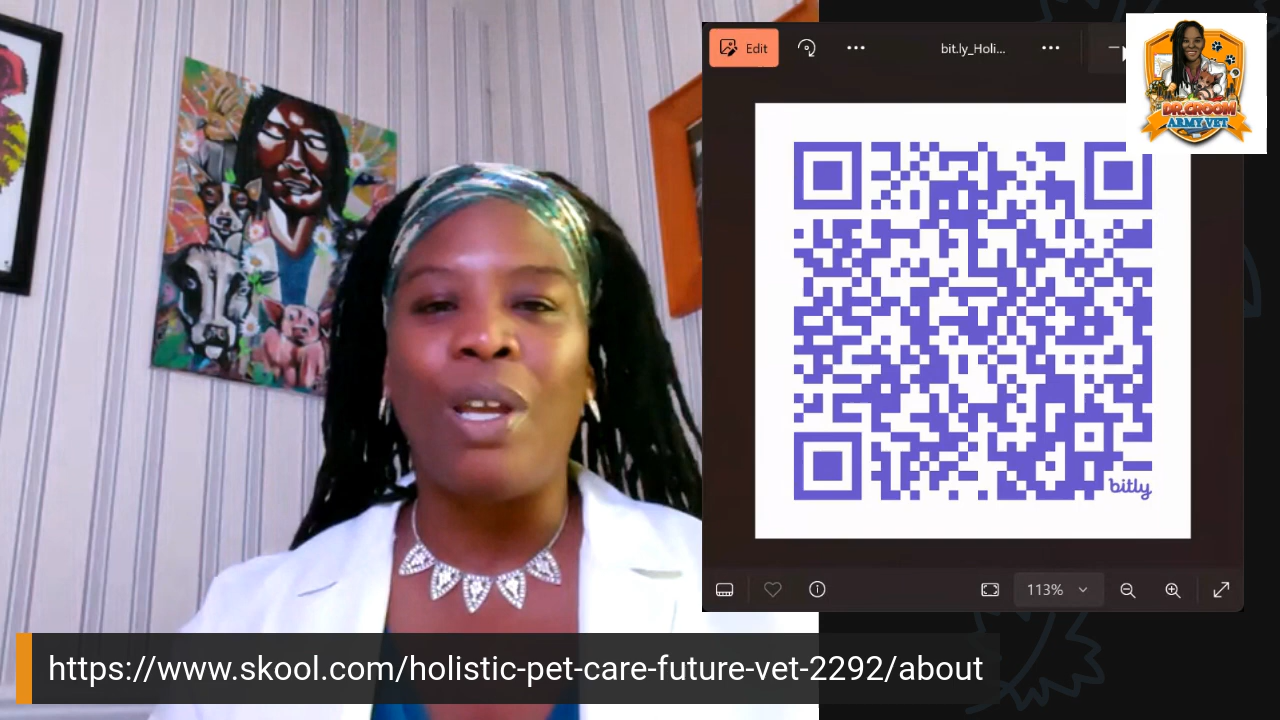 Edit
bit.ly_Holi...
DR.CROOM
ARMY VET
bitly
113%
https://www.skool.com/holistic-pet-care-future-vet-2292/about